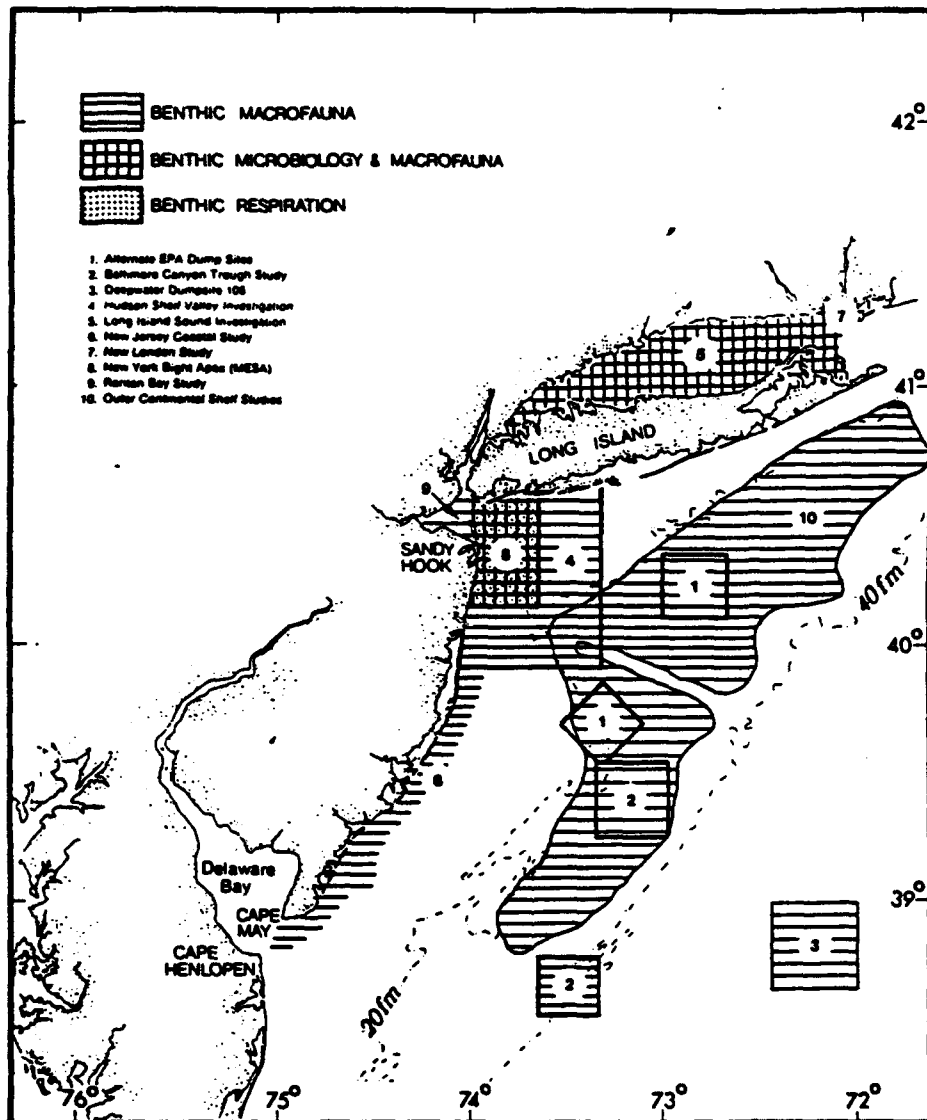 BENTHIC MACROFAUNA
BENTHIC MICROBIOLOGY & MACROFAUNA
BENTHIC RESPIRATION
1. Alternate EPA Dump Sites
2. Baltimore Canyon Trough Study
3. Deepwater Dumpsite 106
4 Hudson Shelf Valley Investigation
5. Long Island Sound Investigation
6. New Jersey Coastal Study
7. New London Study
8. New York Bight Apex (MESA)
9. Raritan Bay Study
10. Outer Continental Shelf Studies
42°
7
5
41°
LONG ISLAND
9
10
SANDY
HOOK
8
4
1
40fm
40°
1
6
2
Delaware
Bay
39°
CAPE
MAY
3
CAPE
HENLOPEN
2
20fm
76°
75°
74°
73°
72°